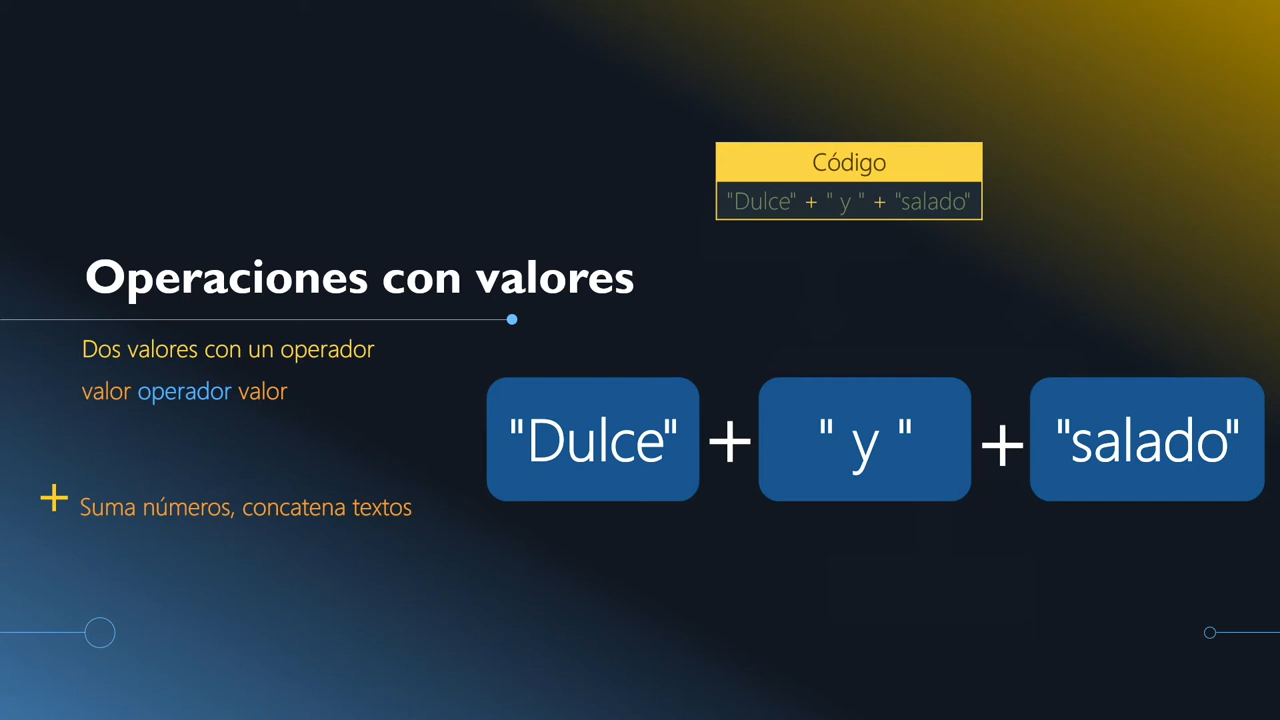 Código
"Dulce" + " y " + "salado"
Operaciones con valores
Dos valores con un operador
valor operador valor
"Dulce" + " y " + "salado"
+ Suma números, concatena textos